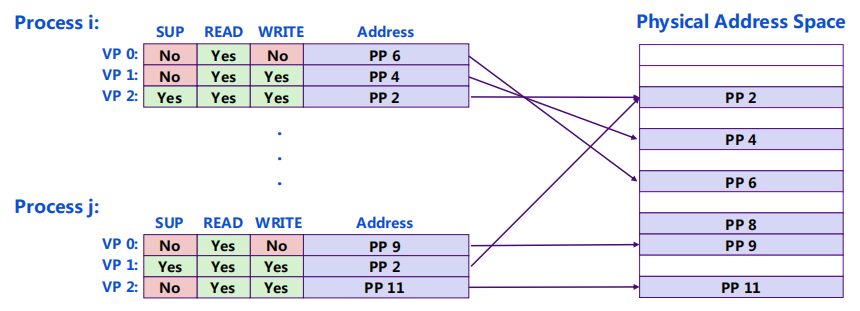 Process i:
SUP READ WRITE Address
VP 0: No Yes No PP 6
VP 1: No Yes Yes PP 4
VP 2: Yes Yes Yes PP 2
.
.
.
Process j:
SUP READ WRITE Address
VP 0: No Yes No PP 9
VP 1: Yes Yes Yes PP 2
VP 2: No Yes Yes PP 11
Physical Address Space
PP 2
PP 4
PP 6
PP 8
PP 9
PP 11